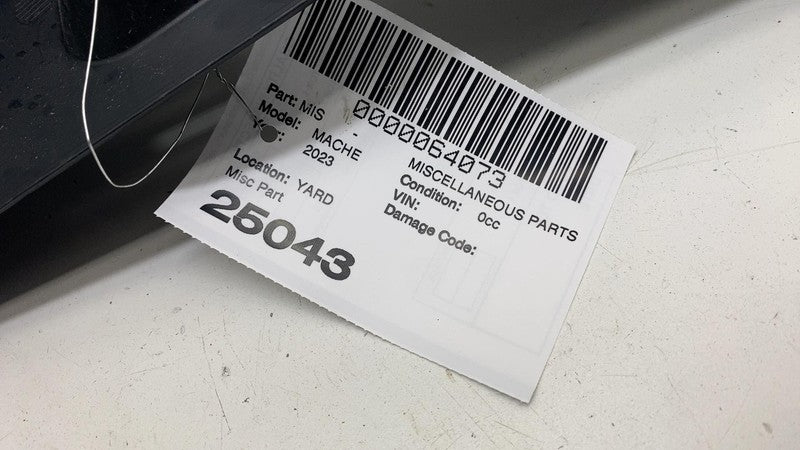 0000064073
Part: MIS - MISCELLANEOUS PARTS
Model: MACHE
Condition: 0cc
2023
VIN:
Location: YARD
Damage Code:
Misc Part
25043